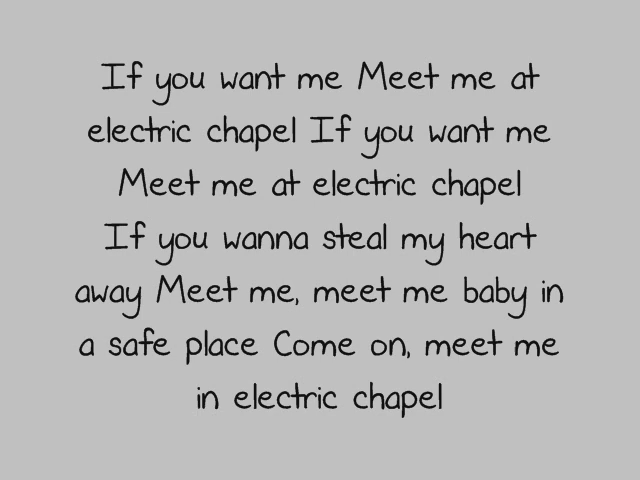 If you want me Meet me at
electric chapel If you want me
Meet me at electric chapel
If you wanna steal my heart
away Meet me, meet me baby in
a safe place Come on, meet me
in electric chapel